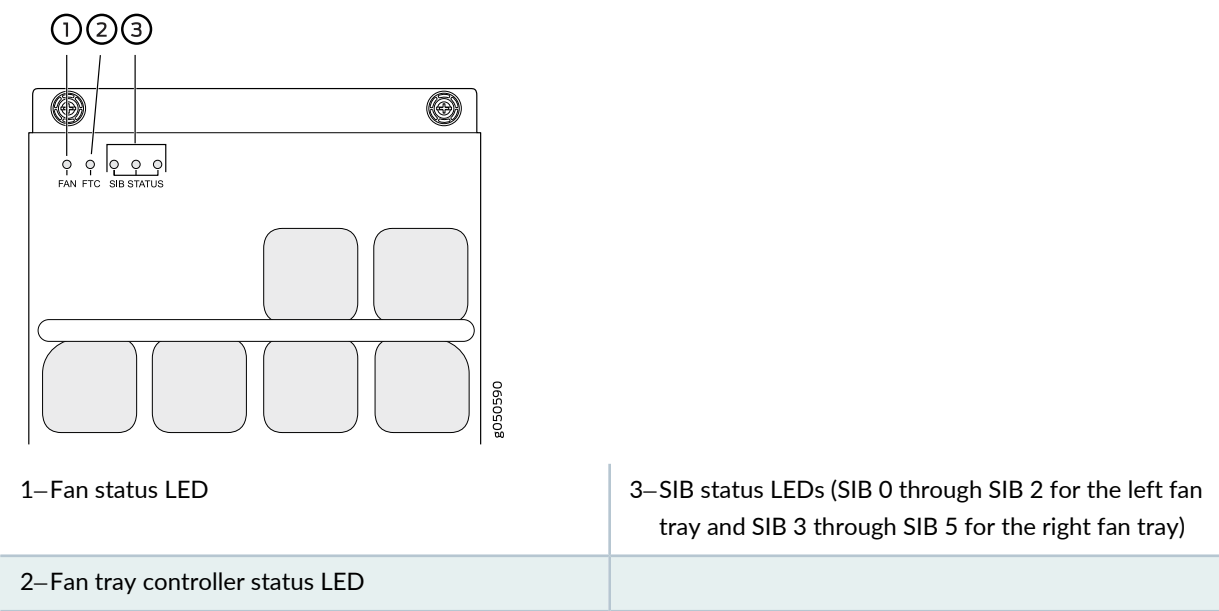 1 2 3
FAN FTC SIB STATUS
g050590
1–Fan status LED
3–SIB status LEDs (SIB 0 through SIB 2 for the left fan
tray and SIB 3 through SIB 5 for the right fan tray)
2–Fan tray controller status LED